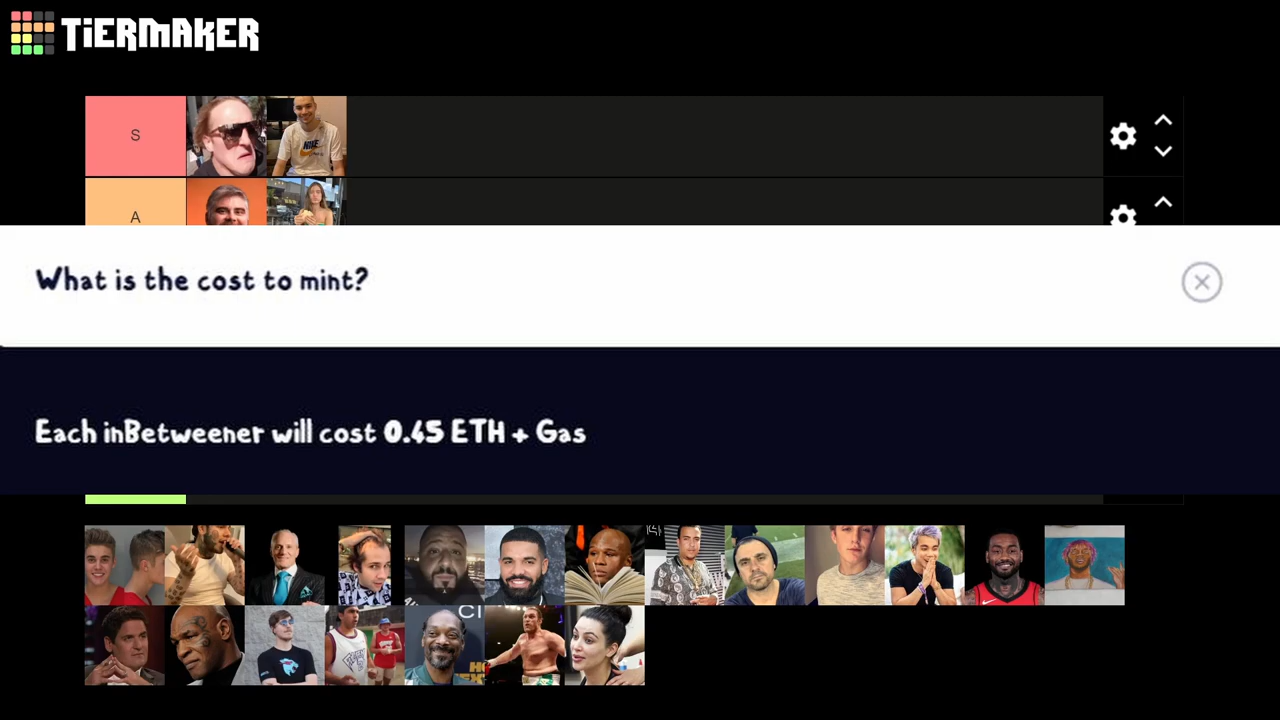 TiERMAKER
S
A
What is the cost to mint?
Each inBetweener will cost 0.45 ETH + Gas